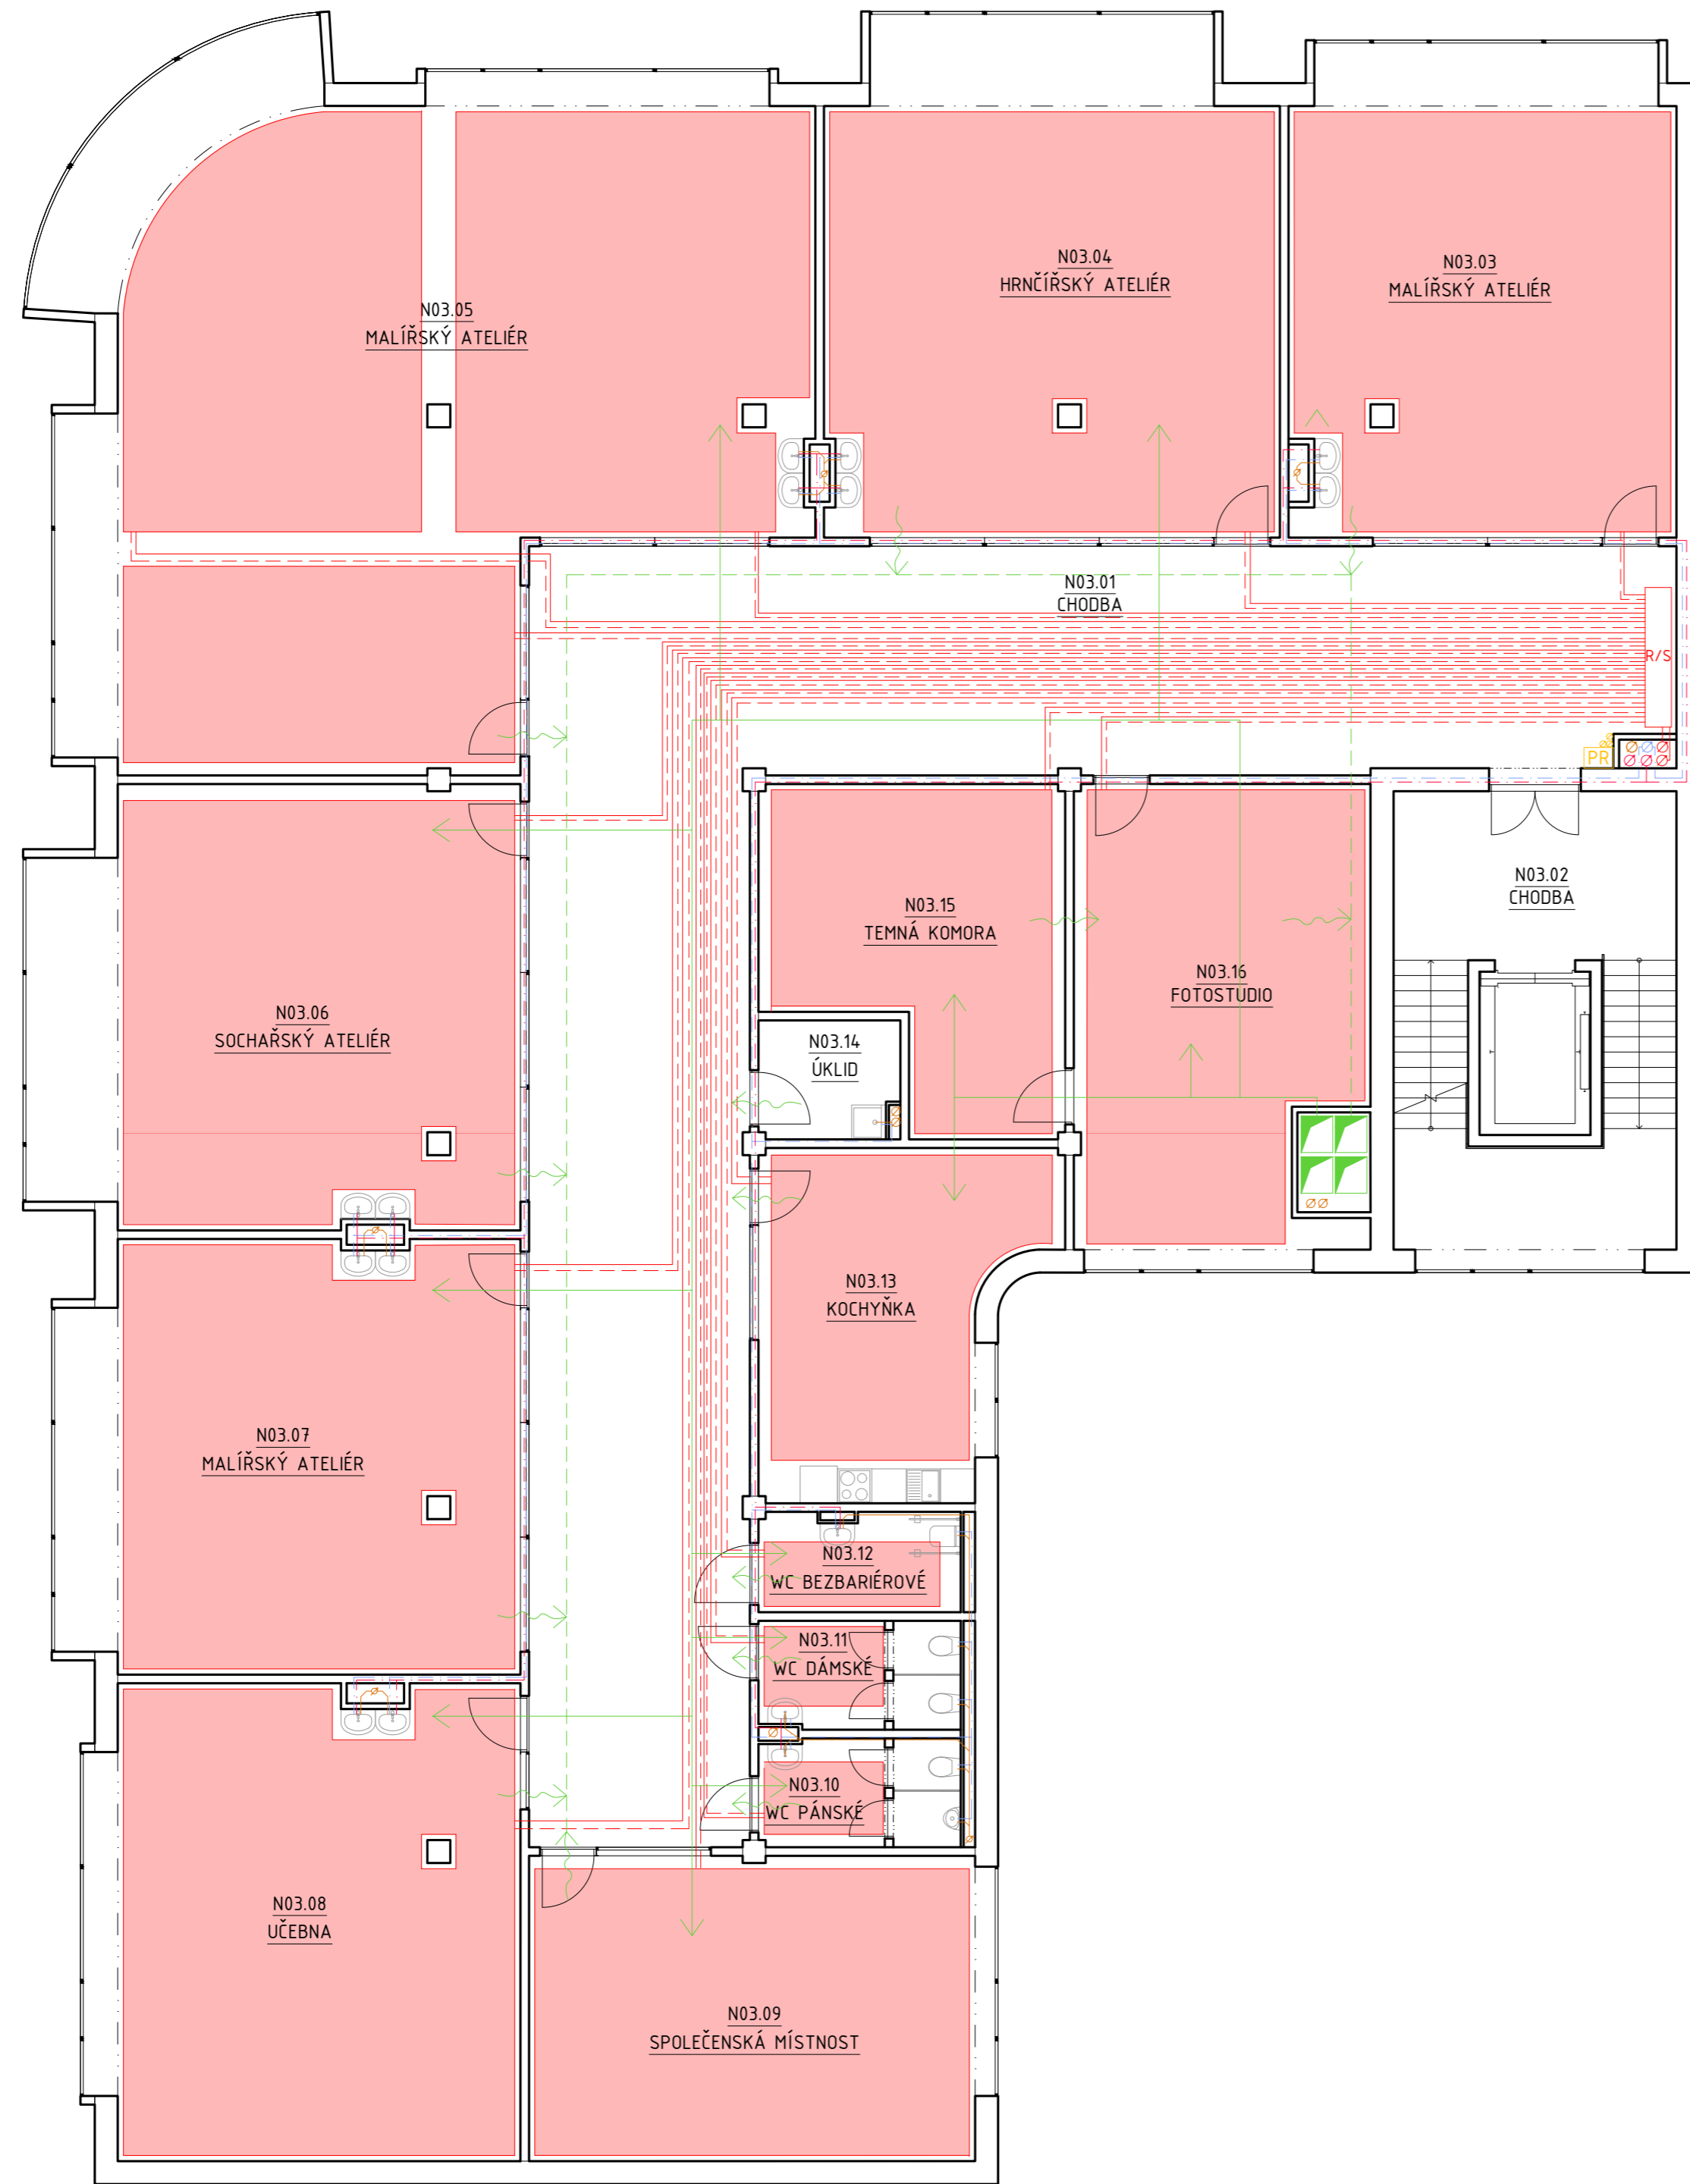 N03.05
MALÍŘSKÝ ATELIÉR
N03.04
HRNČÍŘSKÝ ATELIÉR
N03.03
MALÍŘSKÝ ATELIÉR
N03.01
CHODBA
R/S
PR
N03.02
CHODBA
N03.15
TEMNÁ KOMORA
N03.16
FOTOSTUDIO
N03.06
SOCHAŘSKÝ ATELIÉR
N03.14
ÚKLID
N03.13
KOCHYŇKA
N03.07
MALÍŘSKÝ ATELIÉR
N03.12
WC BEZBARIÉROVÉ
N03.11
WC DÁMSKÉ
N03.10
WC PÁNSKÉ
N03.08
UČEBNA
N03.09
SPOLEČENSKÁ MÍSTNOST